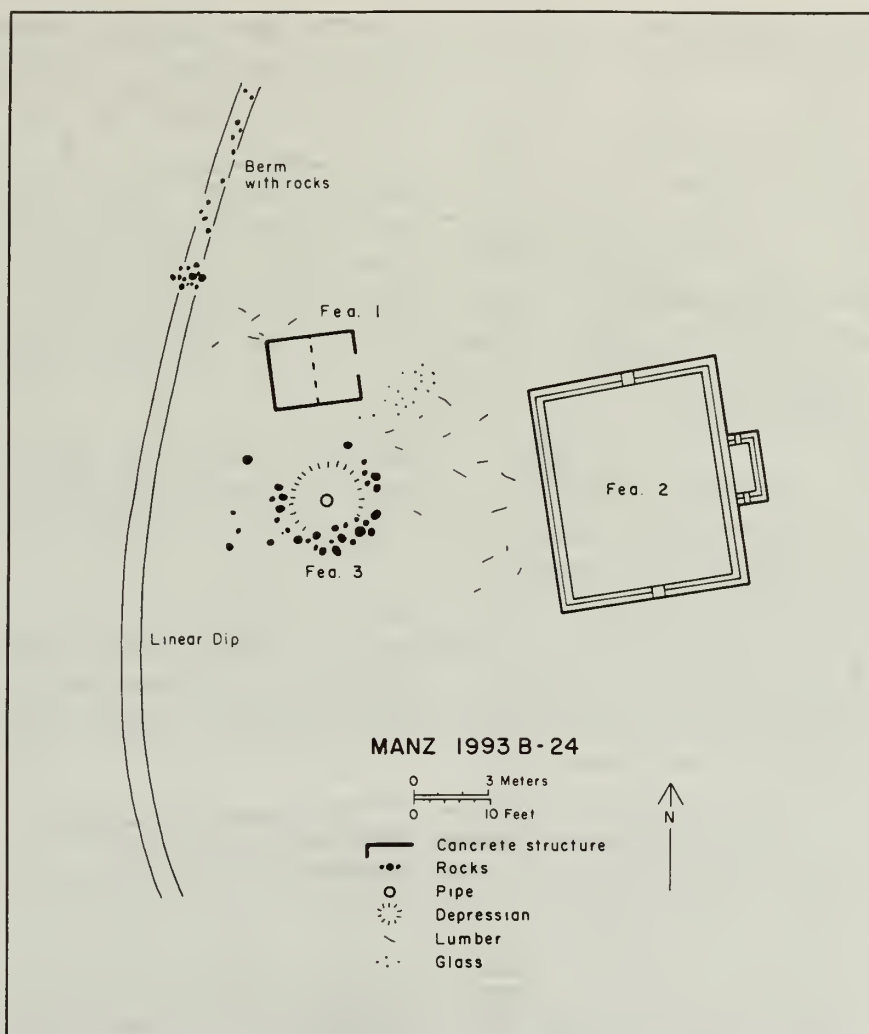 Berm
with rocks
Fea. 1
Fea. 2
Fea. 3
Linear Dip
MANZ 1993 B-24
0 3 Meters
0 10 Feet
N
Concrete structure
Rocks
Pipe
Depressian
Lumber
Glass